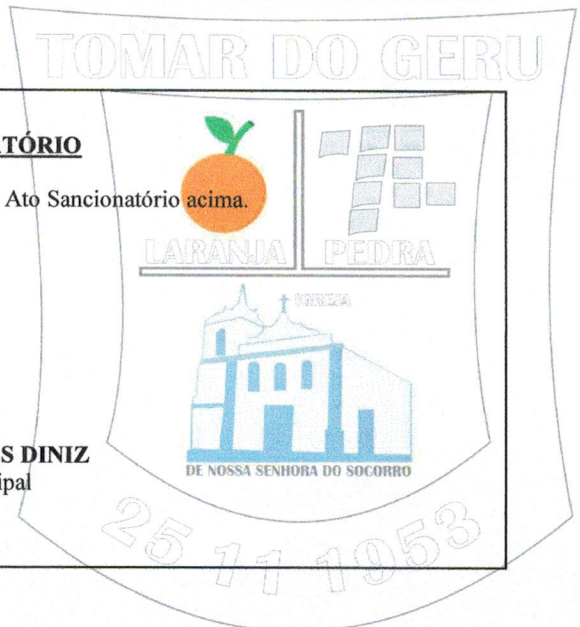 TOMAR DO GERU
ATÓRIO
Ato Sancionatório acima.
LARANJA
PEDRA
IGREJA
S DINIZ
ipal
DE NOSSA SENHORA DO SOCORRO
25 11 1953